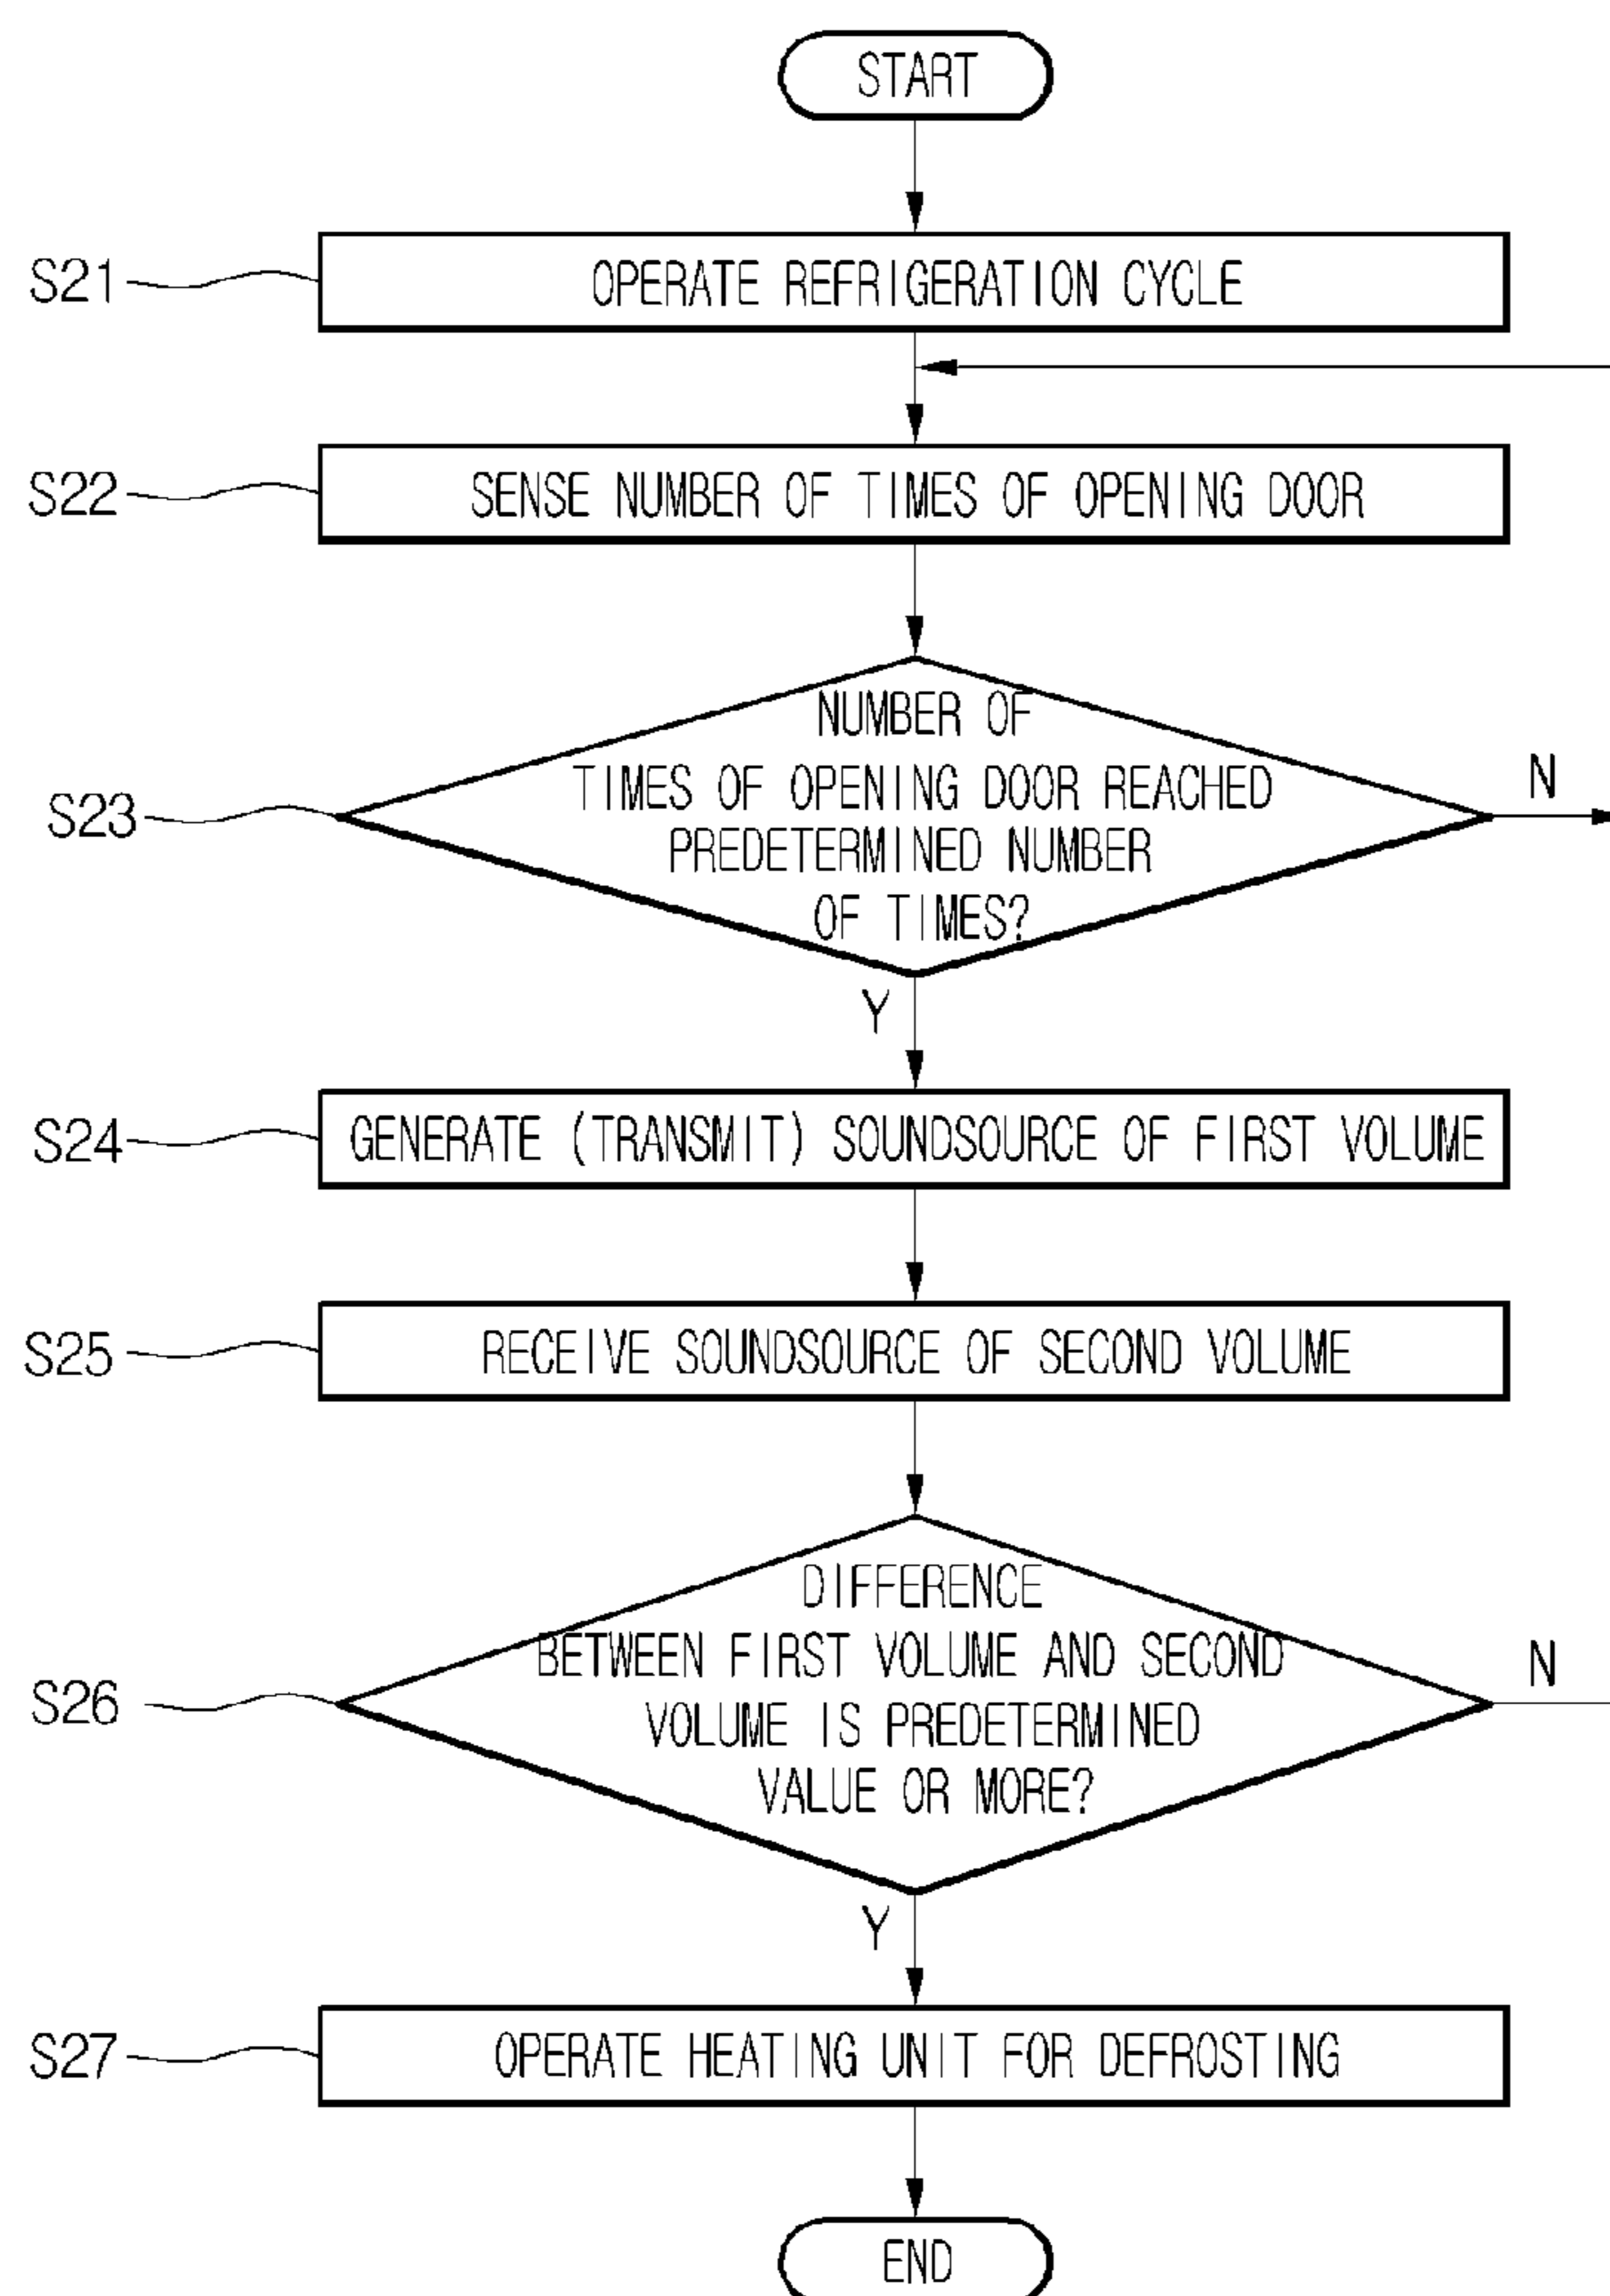 START
S21
OPERATE REFRIGERATION CYCLE
S22
SENSE NUMBER OF TIMES OF OPENING DOOR
S23
NUMBER OF
TIMES OF OPENING DOOR REACHED
PREDETERMINED NUMBER
OF TIMES?
N
Y
S24
GENERATE (TRANSMIT) SOUNDSOURCE OF FIRST VOLUME
S25
RECEIVE SOUNDSOURCE OF SECOND VOLUME
S26
DIFFERENCE
BETWEEN FIRST VOLUME AND SECOND
VOLUME IS PREDETERMINED
VALUE OR MORE?
N
Y
S27
OPERATE HEATING UNIT FOR DEFROSTING
END